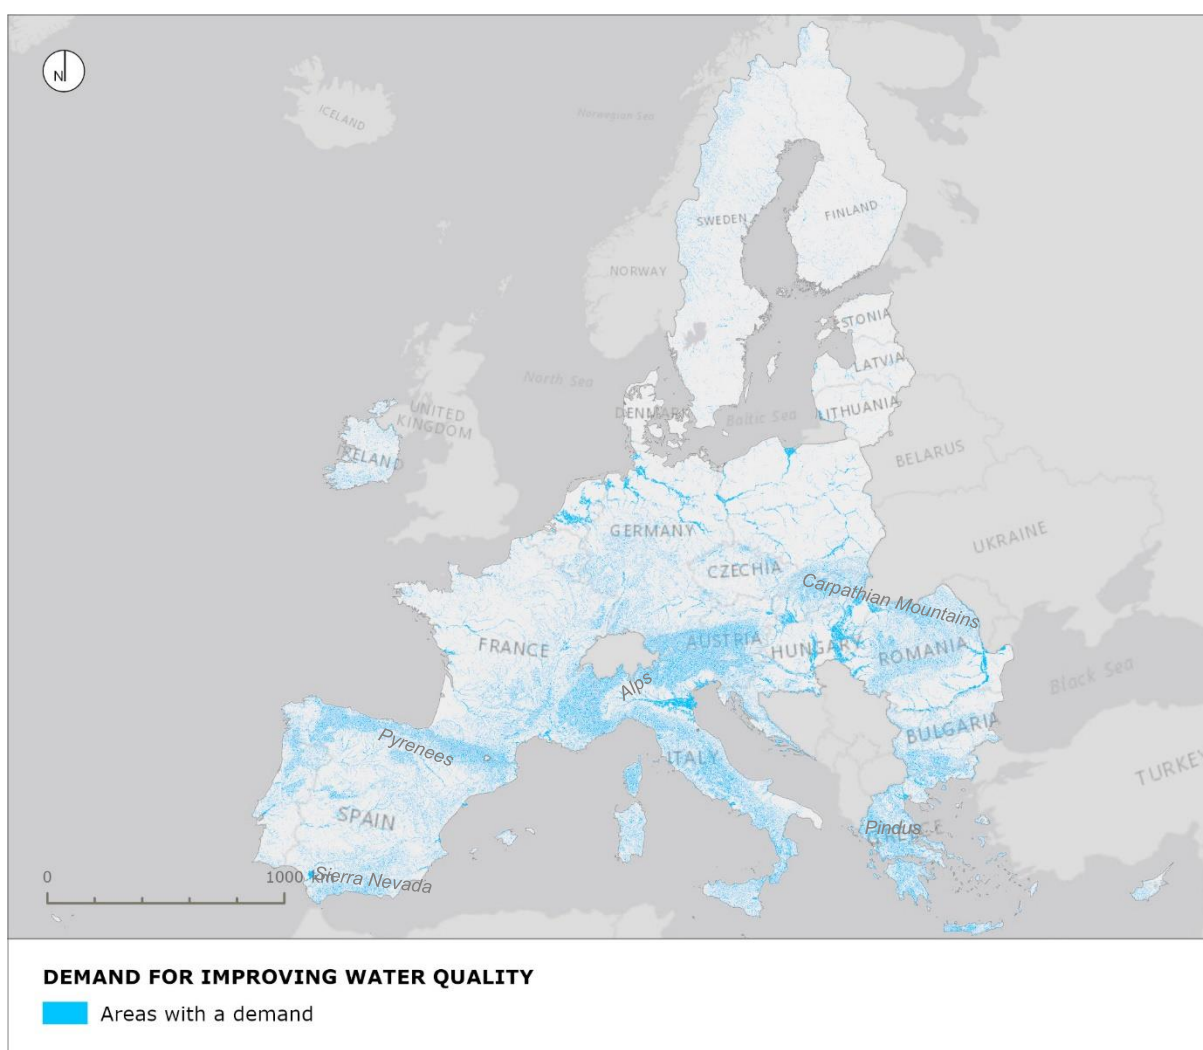 N
ICELAND
Norwegian Sea
SWEDEN
FINLAND
NORWAY
ESTONIA
LATVIA
North Sea
DENMARK
Baltic Sea
LITHUANIA
UNITED
KINGDOM
IRELAND
BELARUS
GERMANY
UKRAINE
CZECHIA
Carpathian Mountains
FRANCE
AUSTRIA
HUNGARY
ROMANIA
Alps
Black Sea
Pyrenees
ITALY
BULGARIA
TURKEY
SPAIN
Pindus
GREECE
Sierra Nevada
0
1000 km
DEMAND FOR IMPROVING WATER QUALITY
Areas with a demand